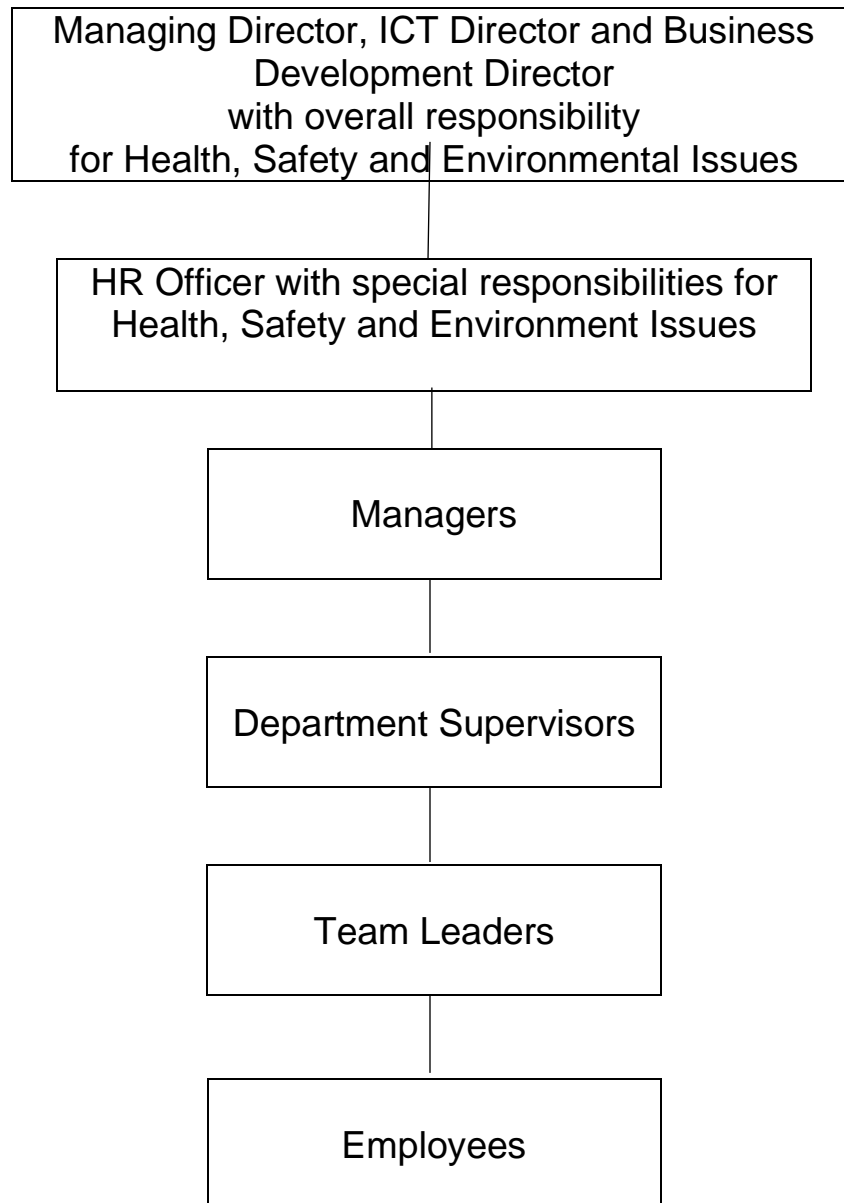 Managing Director, ICT Director and Business
Development Director
with overall responsibility
for Health, Safety and Environmental Issues
HR Officer with special responsibilities for
Health, Safety and Environment Issues
Managers
Department Supervisors
Team Leaders
Employees